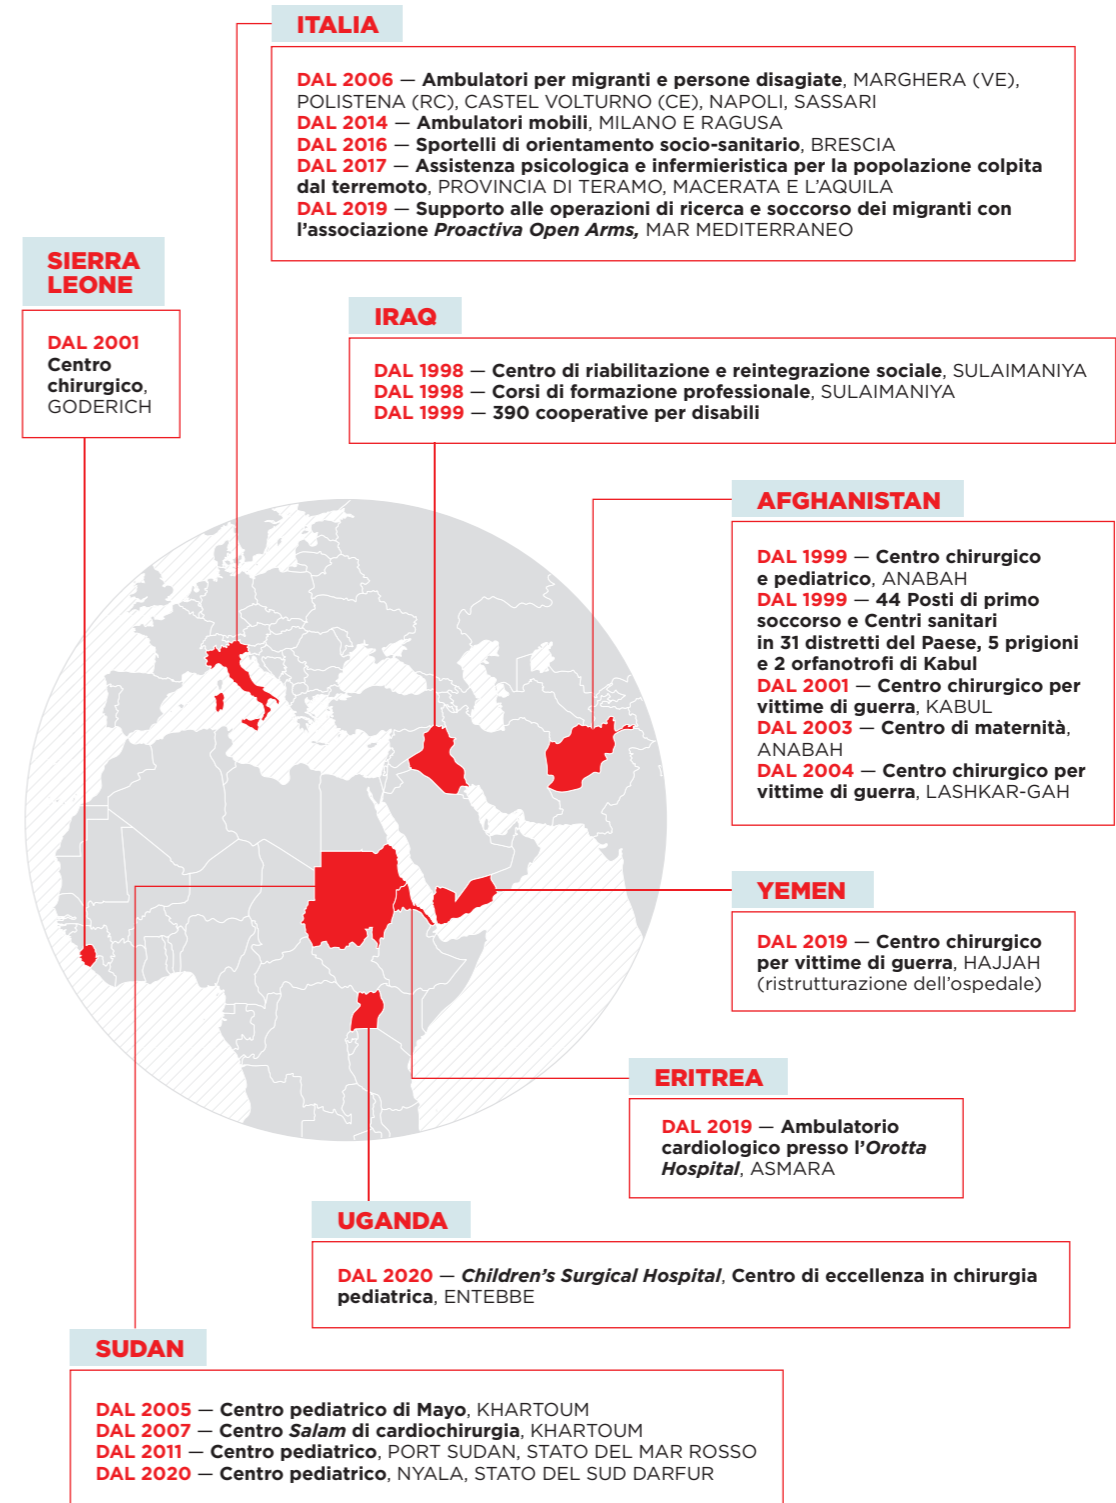 ITALIA
DAL 2006 — Ambulatori per migranti e persone disagiate, MARGHERA (VE),
POLISTENA (RC), CASTEL VOLTURNO (CE), NAPOLI, SASSARI
DAL 2014 — Ambulatori mobili, MILANO E RAGUSA
DAL 2016 — Sportelli di orientamento socio-sanitario, BRESCIA
DAL 2017 — Assistenza psicologica e infermieristica per la popolazione colpita
dal terremoto, PROVINCIA DI TERAMO, MACERATA E L’AQUILA
DAL 2019 — Supporto alle operazioni di ricerca e soccorso dei migranti con
l’associazione Proactiva Open Arms, MAR MEDITERRANEO
SIERRA
LEONE
DAL 2001
Centro
chirurgico,
GODERICH
IRAQ
DAL 1998 — Centro di riabilitazione e reintegrazione sociale, SULAIMANIYA
DAL 1998 — Corsi di formazione professionale, SULAIMANIYA
DAL 1999 — 390 cooperative per disabili
AFGHANISTAN
DAL 1999 — Centro chirurgico
e pediatrico, ANABAH
DAL 1999 — 44 Posti di primo
soccorso e Centri sanitari
in 31 distretti del Paese, 5 prigioni
e 2 orfanotrofi di Kabul
DAL 2001 — Centro chirurgico per
vittime di guerra, KABUL
DAL 2003 — Centro di maternità,
ANABAH
DAL 2004 — Centro chirurgico per
vittime di guerra, LASHKAR-GAH
YEMEN
DAL 2019 — Centro chirurgico
per vittime di guerra, HAJJAH
(ristrutturazione dell’ospedale)
ERITREA
DAL 2019 — Ambulatorio
cardiologico presso l’Orotta
Hospital, ASMARA
UGANDA
DAL 2020 — Children’s Surgical Hospital, Centro di eccellenza in chirurgia
pediatrica, ENTEBBE
SUDAN
DAL 2005 — Centro pediatrico di Mayo, KHARTOUM
DAL 2007 — Centro Salam di cardiochirurgia, KHARTOUM
DAL 2011 — Centro pediatrico, PORT SUDAN, STATO DEL MAR ROSSO
DAL 2020 — Centro pediatrico, NYALA, STATO DEL SUD DARFUR